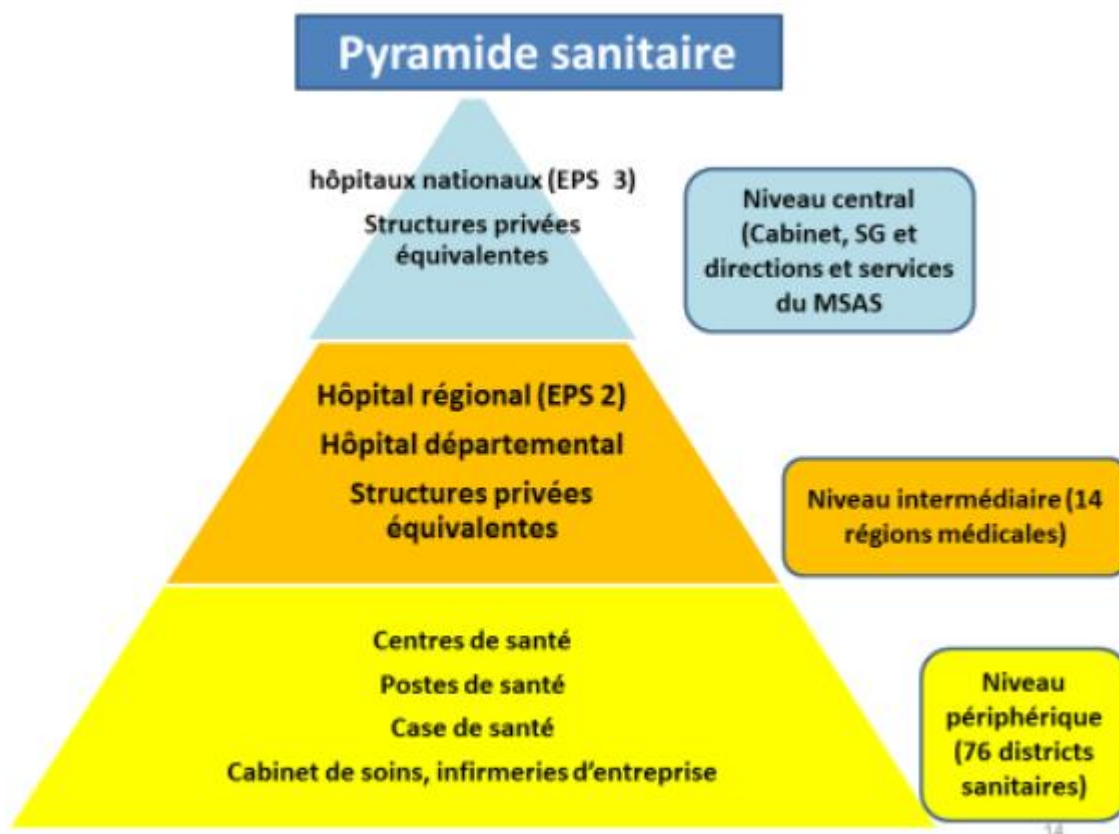 Pyramide sanitaire
hôpitaux nationaux (EPS 3)
Structures privées
équivalentes
Niveau central
(Cabinet, SG et
directions et services
du MSAS
Hôpital régional (EPS 2)
Hôpital départemental
Structures privées
équivalentes
Niveau intermédiaire (14
régions médicales)
Centres de santé
Postes de santé
Case de santé
Cabinet de soins, infirmeries d'entreprise
Niveau
périphérique
(76 districts
sanitaires)
14